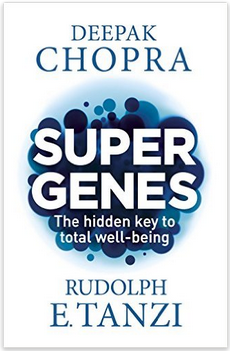 DEEPAK
CHOPRA
SUPER
GENES
The hidden key to
total well-being
RUDOLPH
E. TANZI